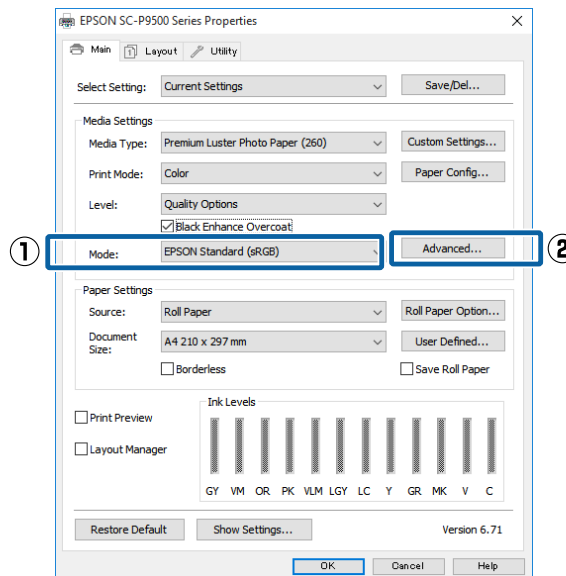 EPSON SC-P9500 Series Properties
Main Layout Utility
Select Setting: Current Settings Save/Del...
Media Settings
Media Type: Premium Luster Photo Paper (260) Custom Settings...
Print Mode: Color Paper Config...
Level: Quality Options
Black Enhance Overcoat
① Mode: EPSON Standard (sRGB) Advanced... ②
Paper Settings
Source: Roll Paper Roll Paper Option...
Document
Size: A4 210 x 297 mm User Defined...
Borderless Save Roll Paper
Ink Levels
Print Preview
Layout Manager
GY VM OR PK VLM LGY LC Y GR MK V C
Restore Default Show Settings... Version 6.71
OK Cancel Help